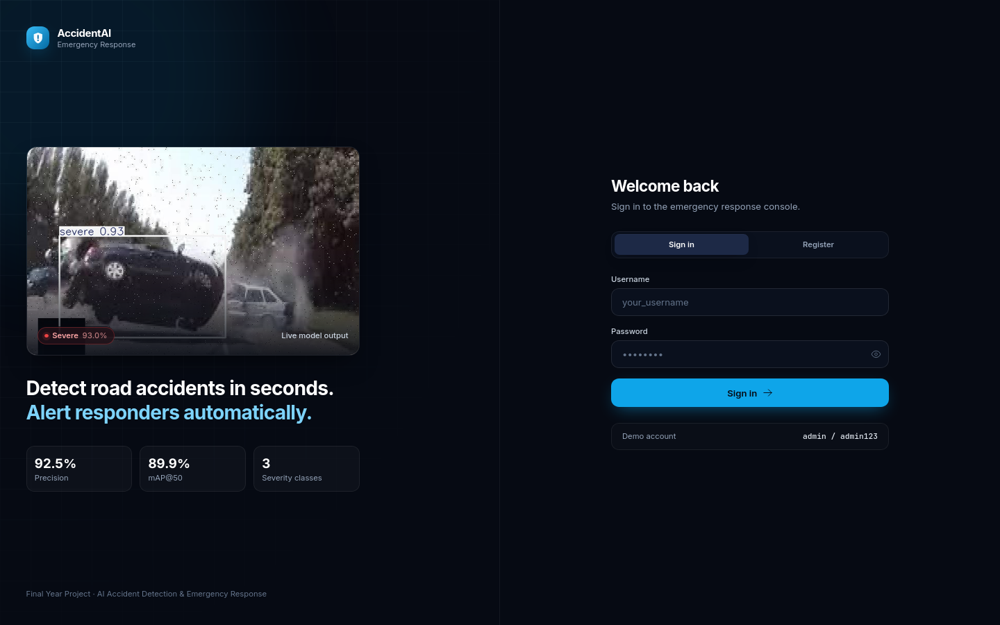 AccidentAI
Emergency Response
severe 0.93
Severe 93.0%
Live model output
Detect road accidents in seconds.
Alert responders automatically.
92.5%
Precision
89.9%
mAP@50
3
Severity classes
Final Year Project · AI Accident Detection & Emergency Response
Welcome back
Sign in to the emergency response console.
Sign in
Register
Username
your_username
Password
••••••••
Sign in →
Demo account
admin / admin123